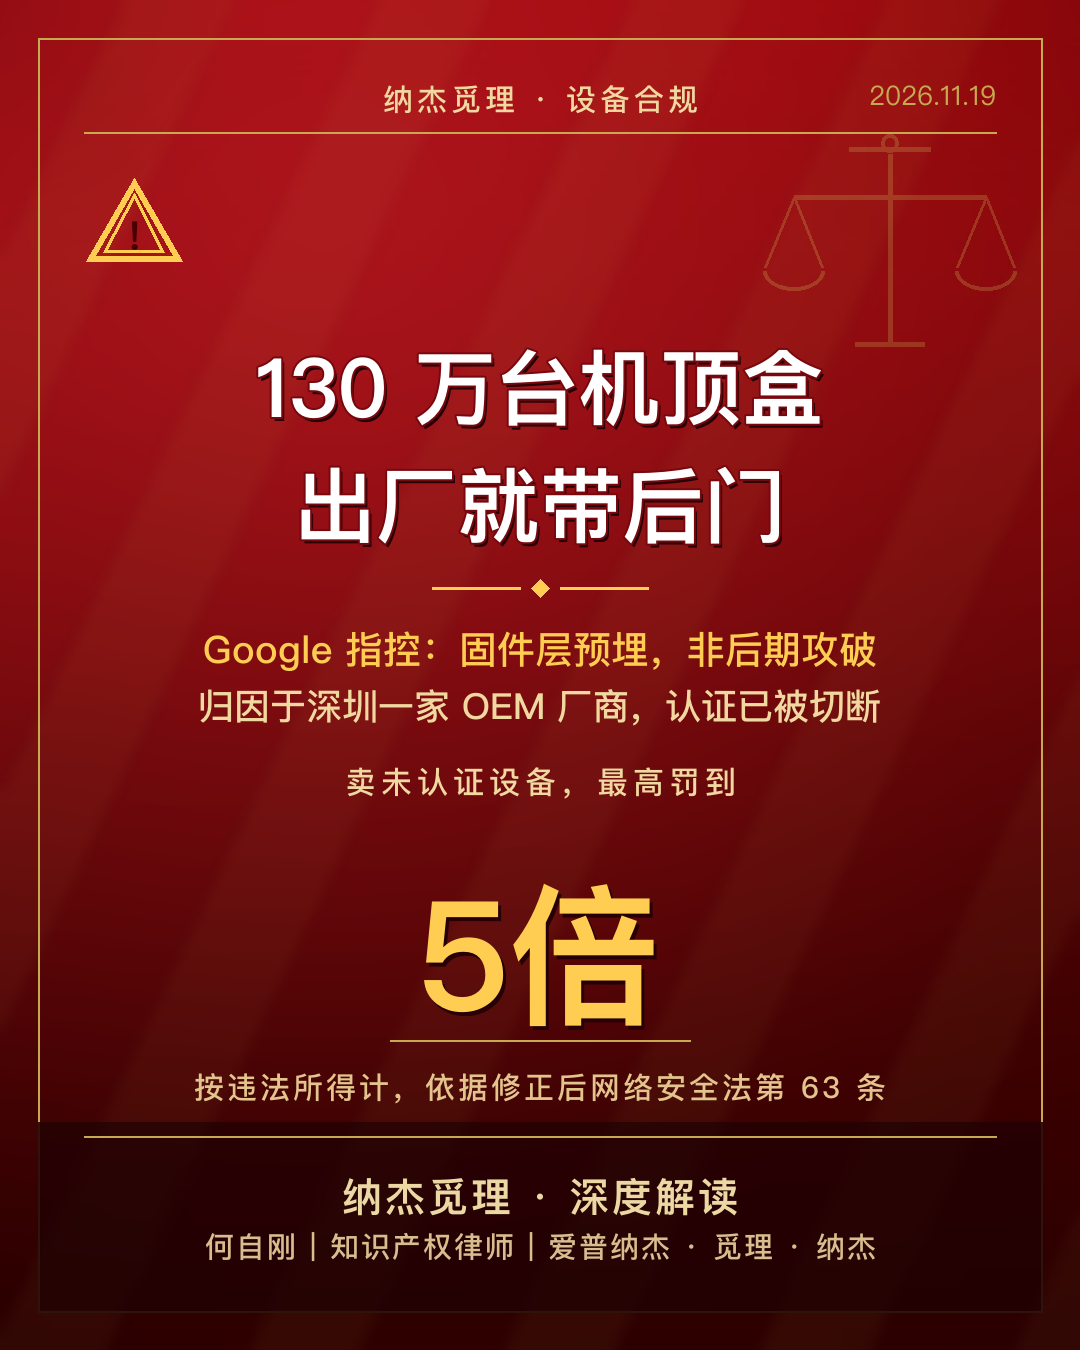 纳杰觅理 · 设备合规
2026.11.19
!
130 万台机顶盒
出厂就带后门
Google 指控：固件层预埋，非后期攻破
归因于深圳一家 OEM 厂商，认证已被切断
卖未认证设备，最高罚到
5倍
按违法所得计，依据修正后网络安全法第 63 条
纳杰觅理 · 深度解读
何自刚 | 知识产权律师 | 爱普纳杰 · 觅理 · 纳杰